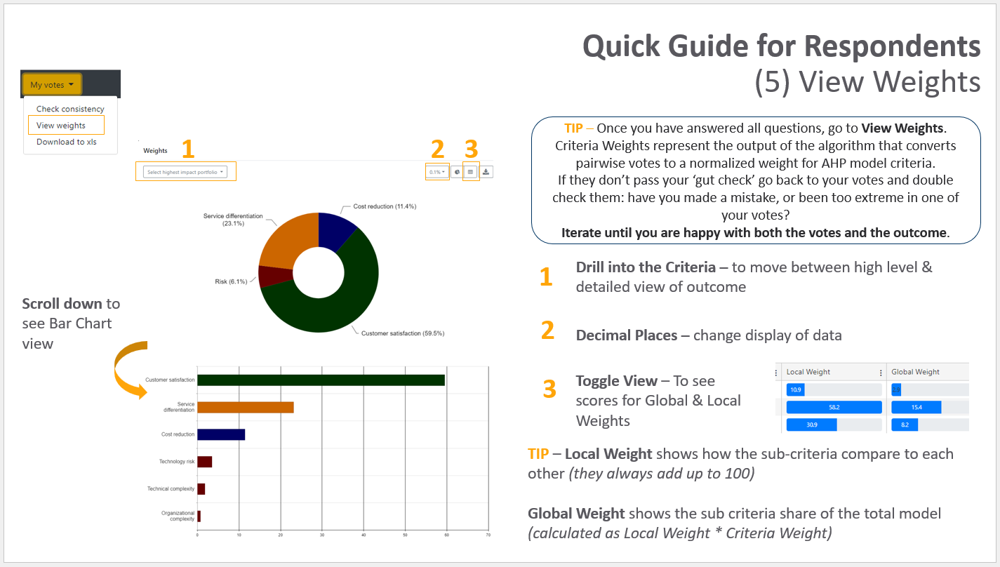 Quick Guide for Respondents
(5) View Weights
My votes
Check consistency
View weights
Download to xls
1
2
3
Weights
Select highest impact portfolio
0.1%
Service differentiation
(23.1%)
Cost reduction (11.4%)
Risk (6.1%)
Customer satisfaction (59.5%)
Scroll down to
see Bar Chart
view
Customer satisfaction
Service
differentiation
Cost reduction
Technology risk
Technical complexity
Organizational
complexity
0 10 20 30 40 50 60 70
TIP – Once you have answered all questions, go to View Weights.
Criteria Weights represent the output of the algorithm that converts
pairwise votes to a normalized weight for AHP model criteria.
If they don’t pass your ‘gut check’ go back to your votes and double
check them: have you made a mistake, or been too extreme in one of
your votes?
Iterate until you are happy with both the votes and the outcome.
1 Drill into the Criteria – to move between high level &
detailed view of outcome
2 Decimal Places – change display of data
3 Toggle View – To see
scores for Global & Local
Weights
Local Weight Global Weight
10.9 2.9
58.2 15.4
30.9 8.2
TIP – Local Weight shows how the sub-criteria compare to each
other (they always add up to 100)
Global Weight shows the sub criteria share of the total model
(calculated as Local Weight * Criteria Weight)